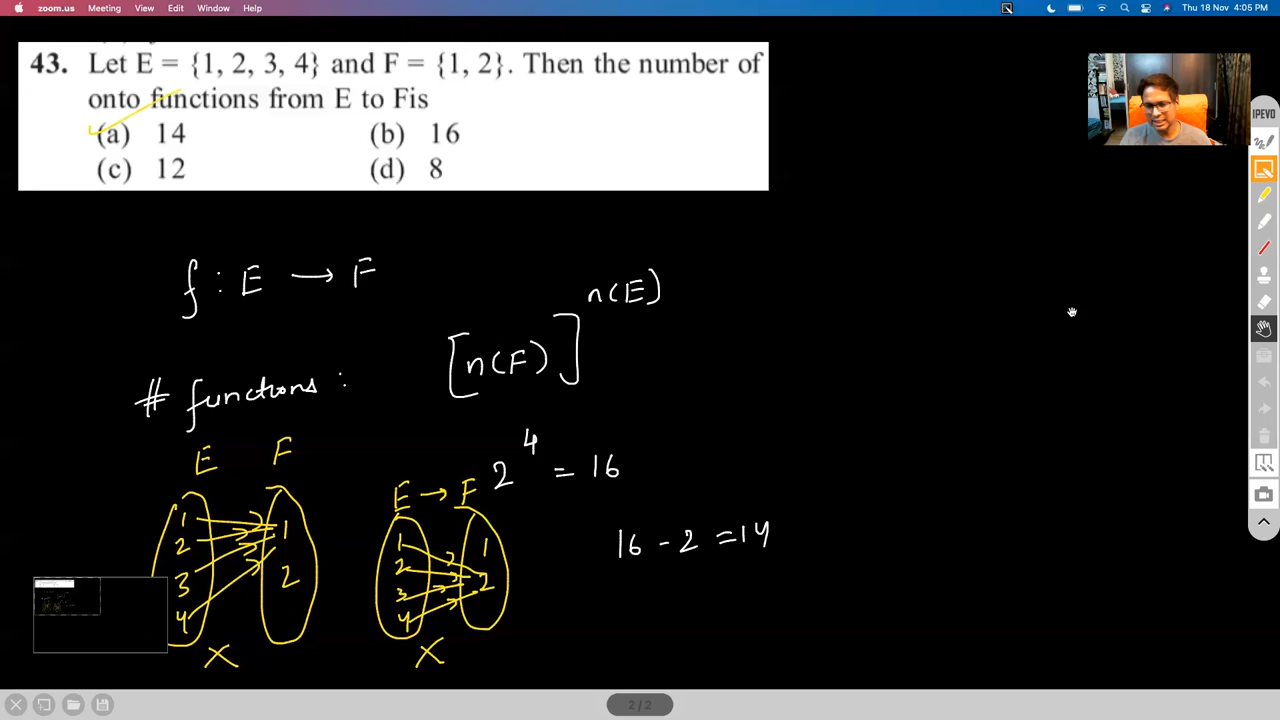 zoom.us Meeting View Edit Window Help Thu 18 Nov 4:05 PM
43. Let E = {1, 2, 3, 4} and F = {1, 2}. Then the number of
onto functions from E to Fis
(a) 14 (b) 16
(c) 12 (d) 8
IPEVO
f : E → F
[n(F)]^n(E)
# functions :
E F
1 1
2 2
3
4
X
2^4 = 16
E → F
1 1
2 2
3
4
X
16 - 2 = 14
2 / 2